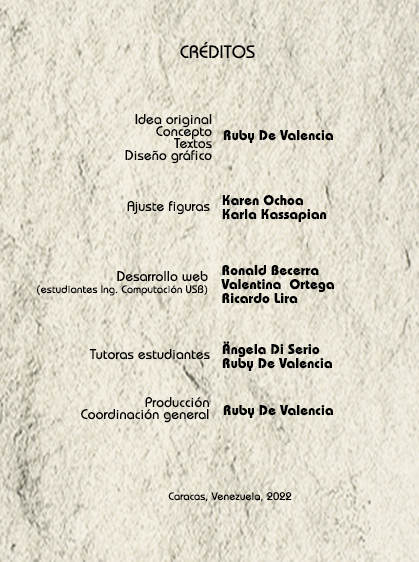 CRÉDITOS
Idea original
Concepto
Textos
Diseño gráfico
Ruby De Valencia
Ajuste figuras
Karen Ochoa
Karla Kassapian
Desarrollo web
(estudiantes Ing. Computación USB)
Ronald Becerra
Valentina Ortega
Ricardo Lira
Tutoras estudiantes
Ängela Di Serio
Ruby De Valencia
Producción
Coordinación general
Ruby De Valencia
Caracas, Venezuela, 2022